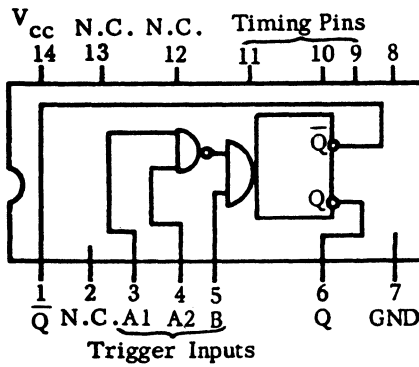 Vcc N.C. N.C. Timing Pins
14 13 12 11 10 9 8
Q̅
Q
1 2 3 4 5 6 7
Q̅ N.C. A1 A2 B Q GND
Trigger Inputs